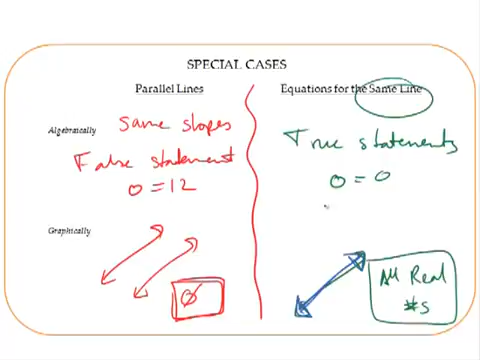 SPECIAL CASES
Parallel Lines
Equations for the Same Line
Algebraically
Same slopes
False statement
0 = 12
True statements
0 = 0
Graphically
Ø
All Real
#s